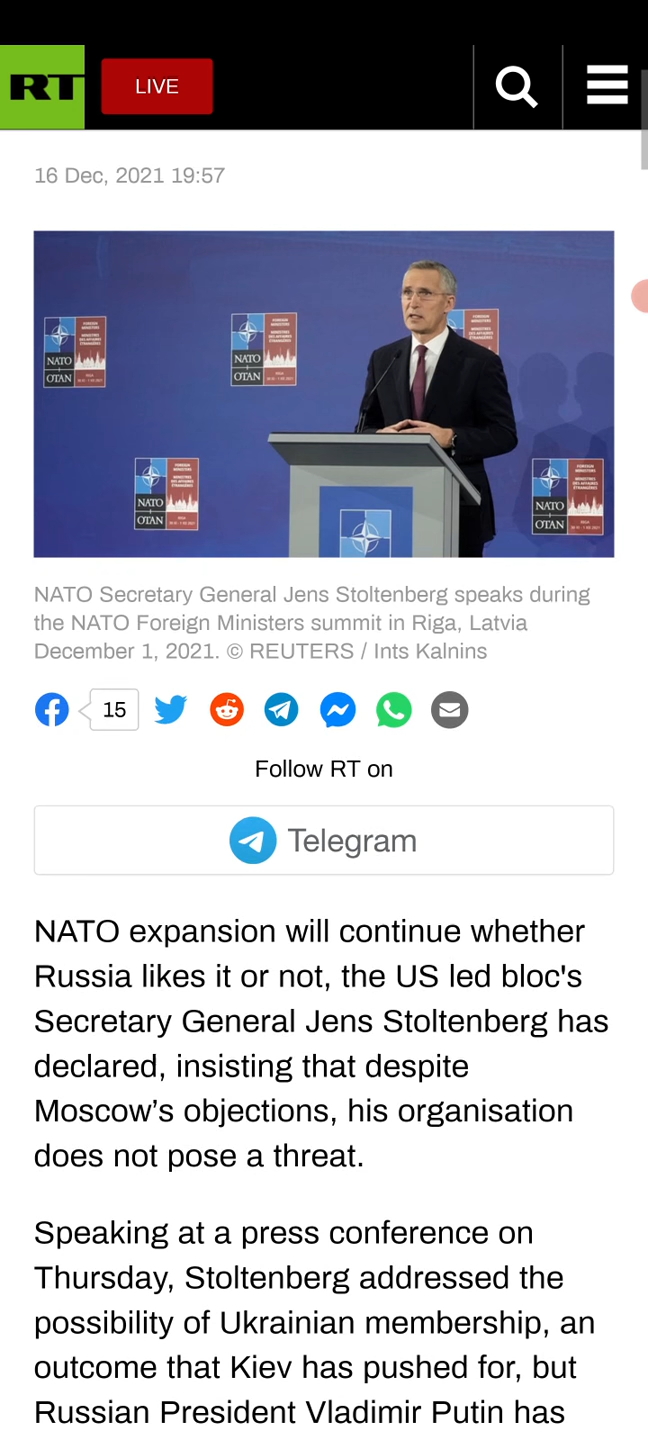 RT
LIVE
16 Dec, 2021 19:57
NATO
OTAN
NATO
OTAN
NATO
OTAN
NATO
OTAN
NATO Secretary General Jens Stoltenberg speaks during
the NATO Foreign Ministers summit in Riga, Latvia
December 1, 2021. © REUTERS / Ints Kalnins
15
Follow RT on
Telegram
NATO expansion will continue whether
Russia likes it or not, the US led bloc's
Secretary General Jens Stoltenberg has
declared, insisting that despite
Moscow’s objections, his organisation
does not pose a threat.
Speaking at a press conference on
Thursday, Stoltenberg addressed the
possibility of Ukrainian membership, an
outcome that Kiev has pushed for, but
Russian President Vladimir Putin has